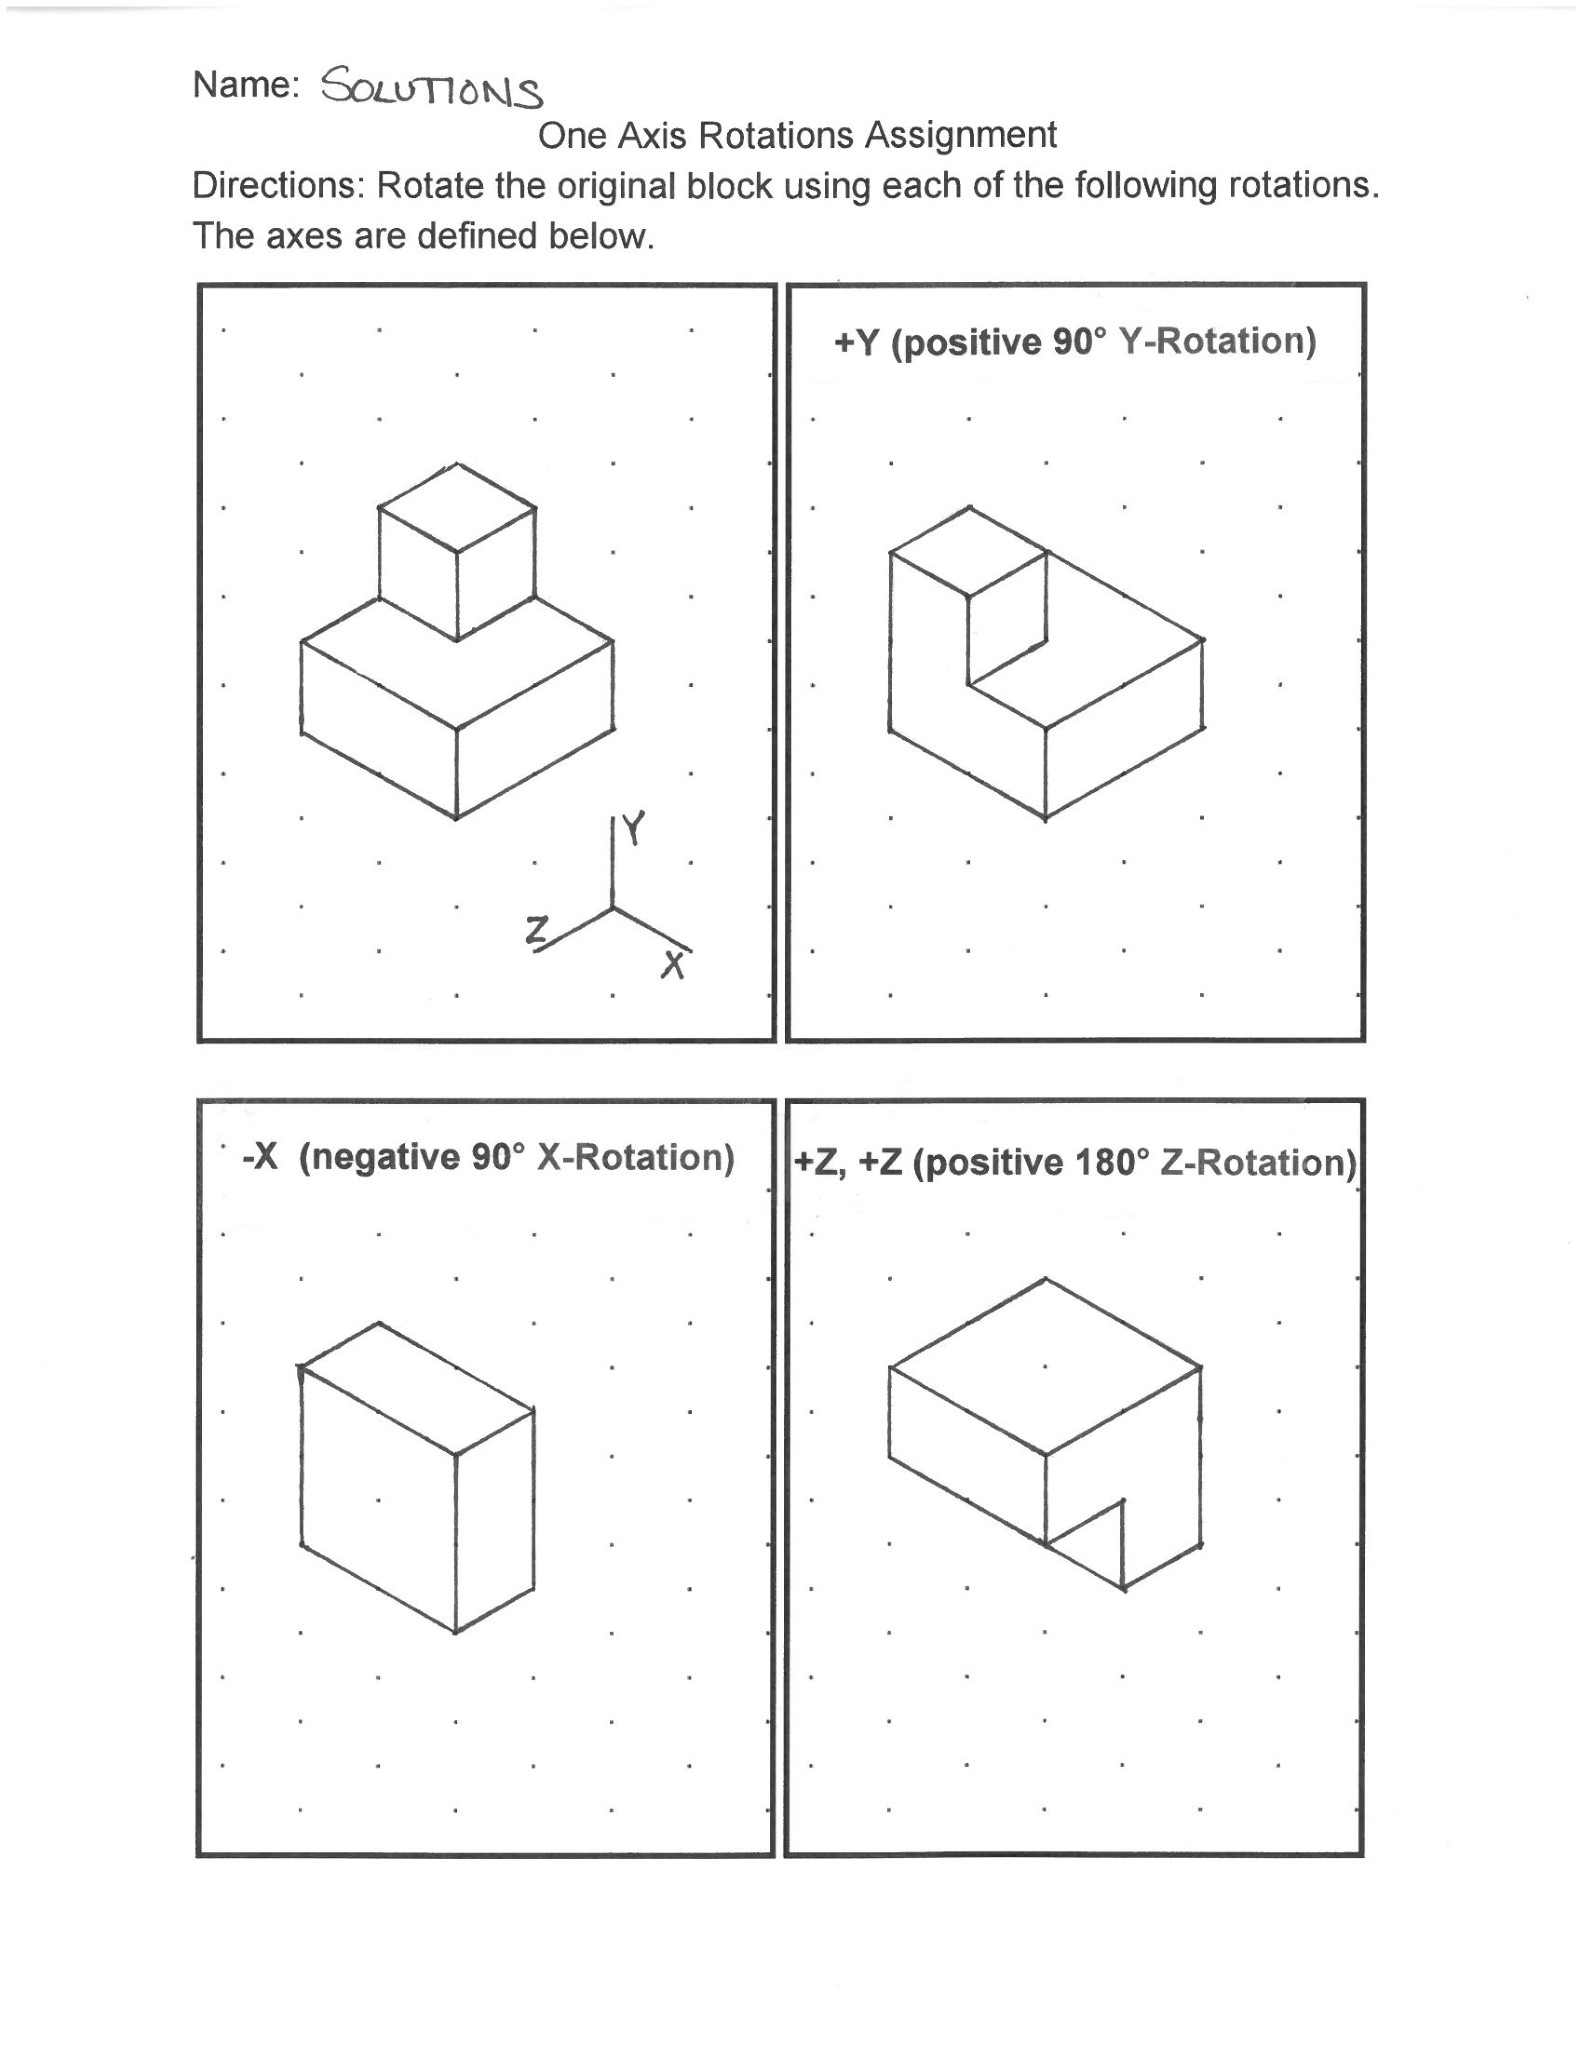 Name: SOLUTIONS
One Axis Rotations Assignment
Directions: Rotate the original block using each of the following rotations.
The axes are defined below.
+Y (positive 90° Y-Rotation)
Y
Z
X
-X (negative 90° X-Rotation)
+Z, +Z (positive 180° Z-Rotation)